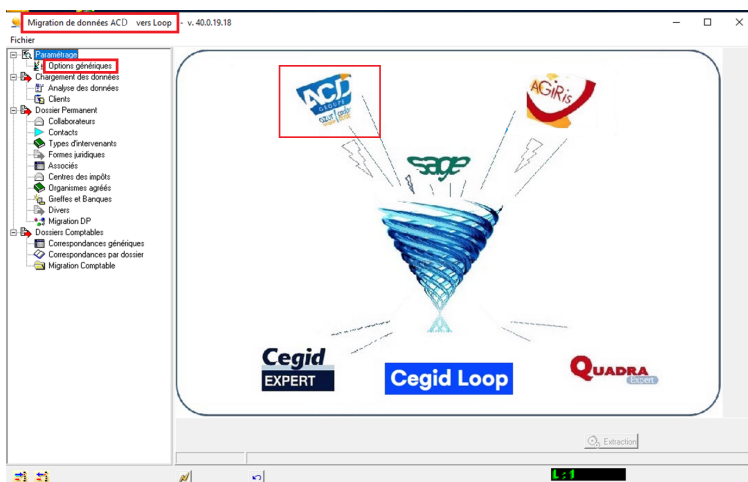 Migration de données ACD vers Loop - v. 40.0.19.18
Fichier
Paramétrage
Options génériques
Chargement des données
Analyse des données
Clients
Dossier Permanent
Collaborateurs
Contacts
Types d'intervenants
Formes juridiques
Associés
Centres des impôts
Organismes agréés
Greffes et Banques
Divers
Migration DP
Dossiers Comptables
Correspondances génériques
Correspondances par dossier
Migration Comptable
ACD
GROUPE
AGiRis
sage
Cegid
EXPERT
Cegid Loop
QUADRA
Expert
Extraction
L:1